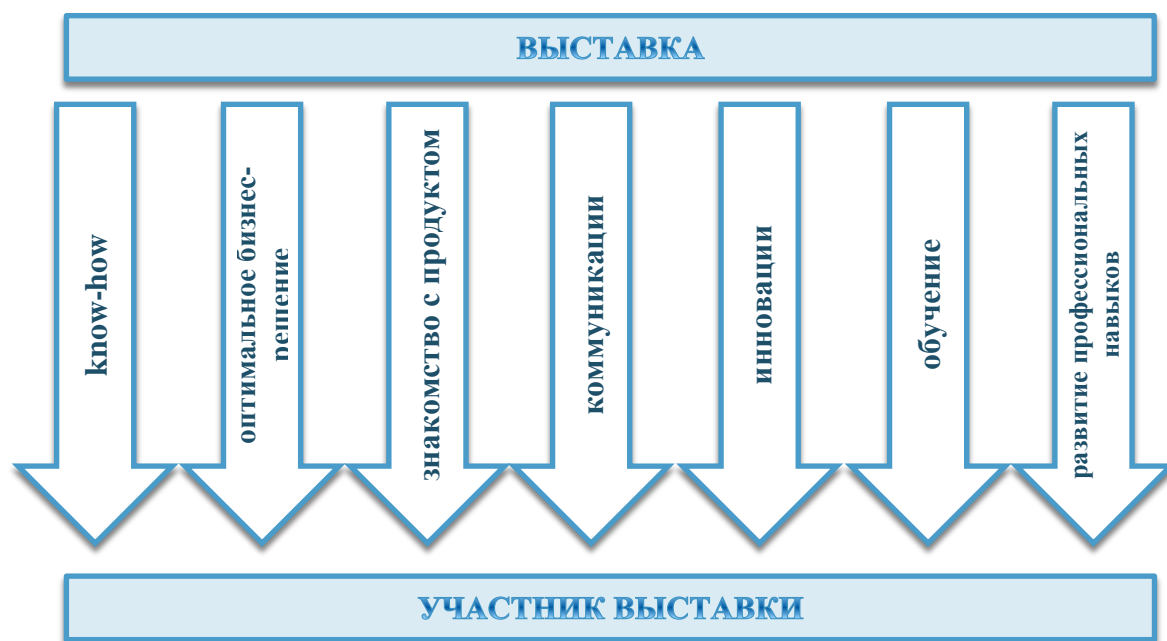 ВЫСТАВКА
know-how
оптимальное бизнес-
решение
знакомство с продуктом
коммуникации
инновации
обучение
развитие профессиональных
навыков
УЧАСТНИК ВЫСТАВКИ